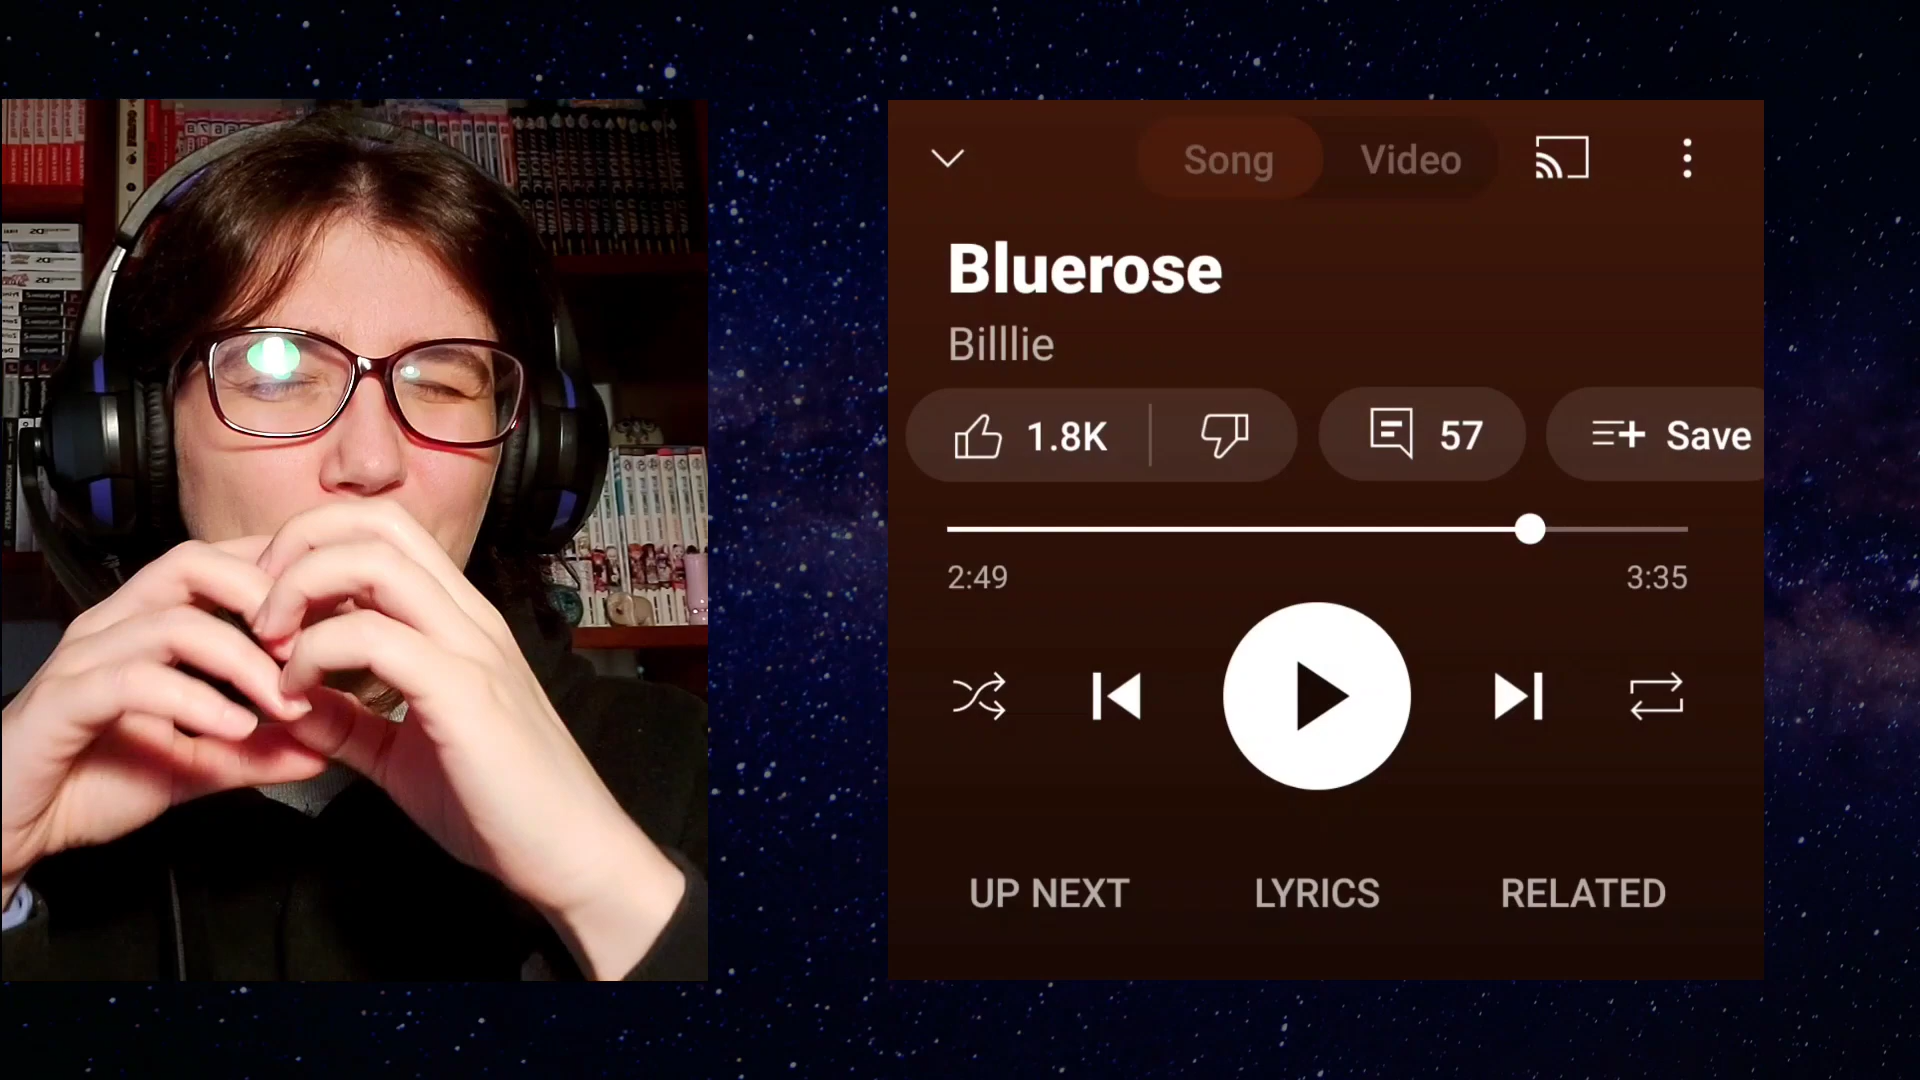 Song Video
Bluerose
Billlie
1.8K 57 Save
2:49 3:35
UP NEXT LYRICS RELATED